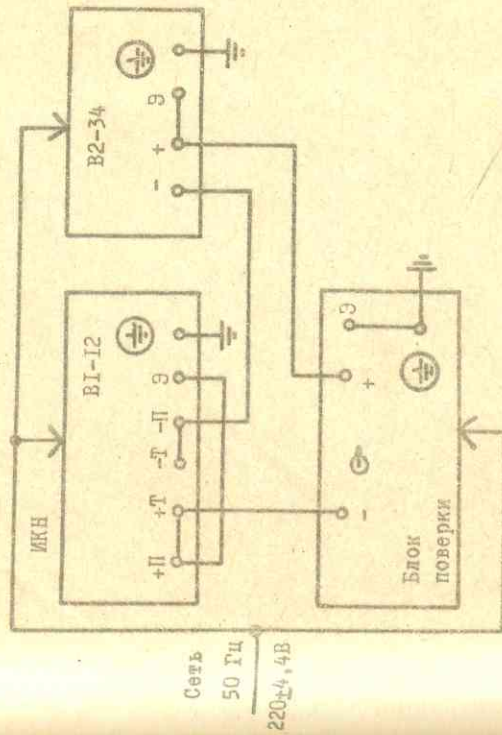 Сеть
50 Гц
220±4,4В
ИКН
В1-12
+П +Т -Т -П Э
В2-34
- + Э
Блок
поверки
- + Э